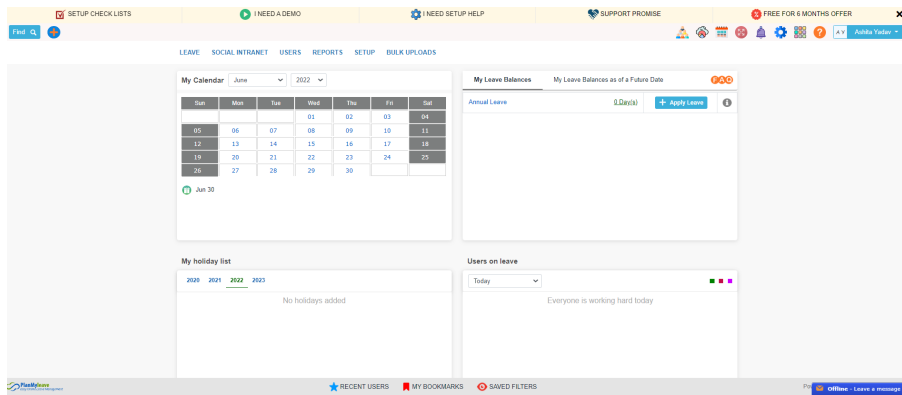 SETUP CHECK LISTS I NEED A DEMO I NEED SETUP HELP SUPPORT PROMISE FREE FOR 6 MONTHS OFFER
Find A V Ashita Yadav
LEAVE SOCIAL INTRANET USERS REPORTS SETUP BULK UPLOADS
My Calendar June 2022
Sun Mon Tue Wed Thu Fri Sat
01 02 03 04
05 06 07 08 09 10 11
12 13 14 15 16 17 18
19 20 21 22 23 24 25
26 27 28 29 30
Jun 30
My Leave Balances My Leave Balances as of a Future Date FAQ
Annual Leave 0 Day(s) + Apply Leave
My holiday list
2020 2021 2022 2023
No holidays added
Users on leave
Today
Everyone is working hard today
PlanMyleave
RECENT USERS MY BOOKMARKS SAVED FILTERS
Offline - Leave a message